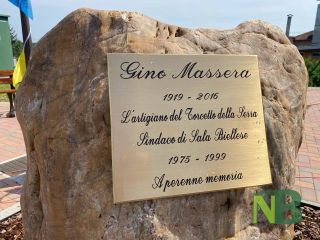 Gino Massera
1919 - 2016
L'artigiano del Torcetto della Serra
Sindaco di Sala Biellese
1975 - 1999
A perenne memoria
NB